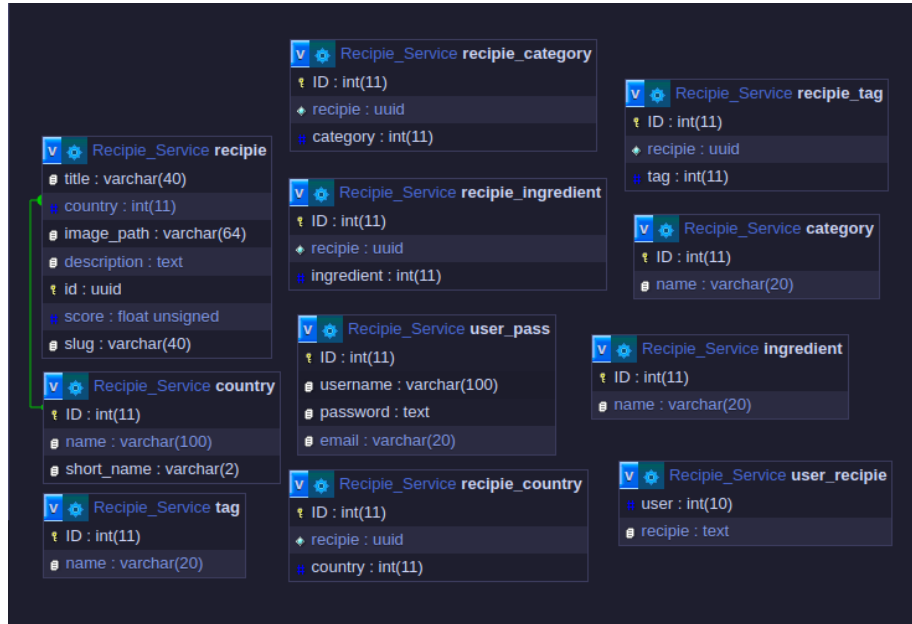 Recipie_Service recipie_category
ID : int(11)
recipie : uuid
category : int(11)
Recipie_Service recipie_tag
ID : int(11)
recipie : uuid
tag : int(11)
Recipie_Service recipie
title : varchar(40)
country : int(11)
image_path : varchar(64)
description : text
id : uuid
score : float unsigned
slug : varchar(40)
Recipie_Service recipie_ingredient
ID : int(11)
recipie : uuid
ingredient : int(11)
Recipie_Service category
ID : int(11)
name : varchar(20)
Recipie_Service user_pass
ID : int(11)
username : varchar(100)
password : text
email : varchar(20)
Recipie_Service ingredient
ID : int(11)
name : varchar(20)
Recipie_Service country
ID : int(11)
name : varchar(100)
short_name : varchar(2)
Recipie_Service recipie_country
ID : int(11)
recipie : uuid
country : int(11)
Recipie_Service user_recipie
user : int(10)
recipie : text
Recipie_Service tag
ID : int(11)
name : varchar(20)